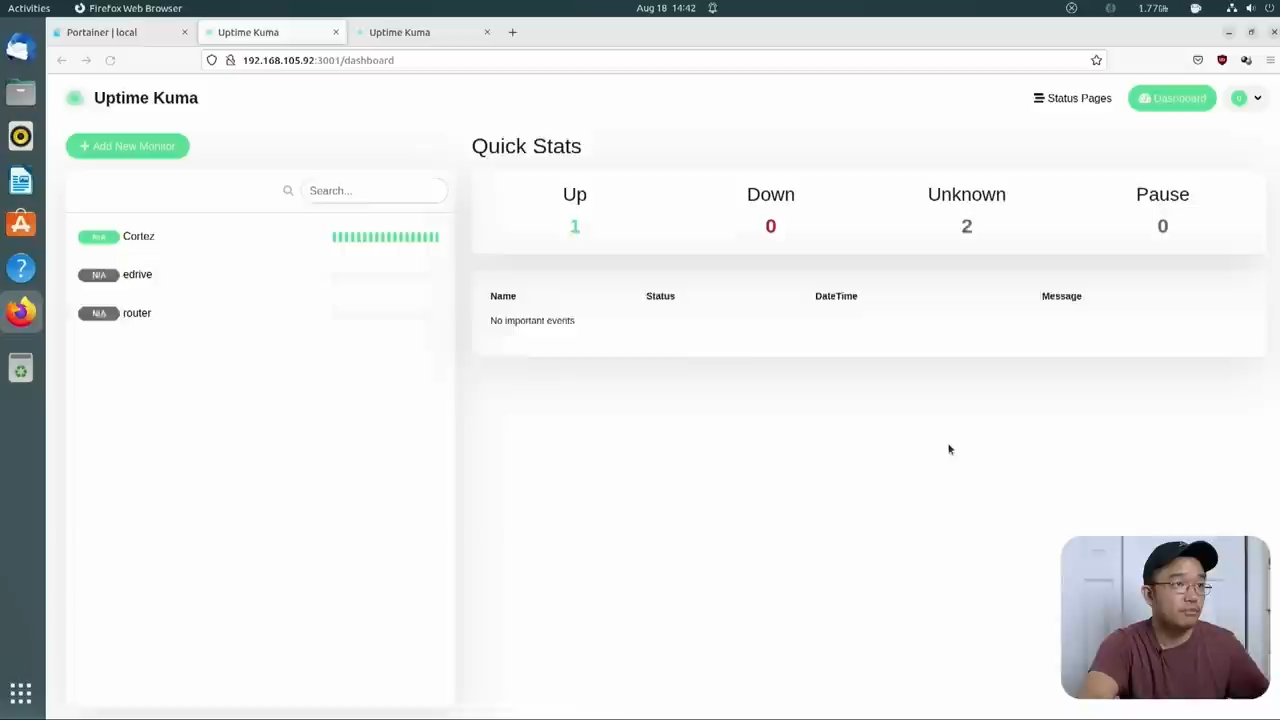 Activities
Firefox Web Browser
Aug 18 14:42
Portainer | local
Uptime Kuma
Uptime Kuma
192.168.105.92:3001/dashboard
Uptime Kuma
Status Pages
Dashboard
Add New Monitor
Quick Stats
Search...
Up
Down
Unknown
Pause
1
0
2
0
N/A Cortez
N/A edrive
N/A router
Name
Status
DateTime
Message
No important events